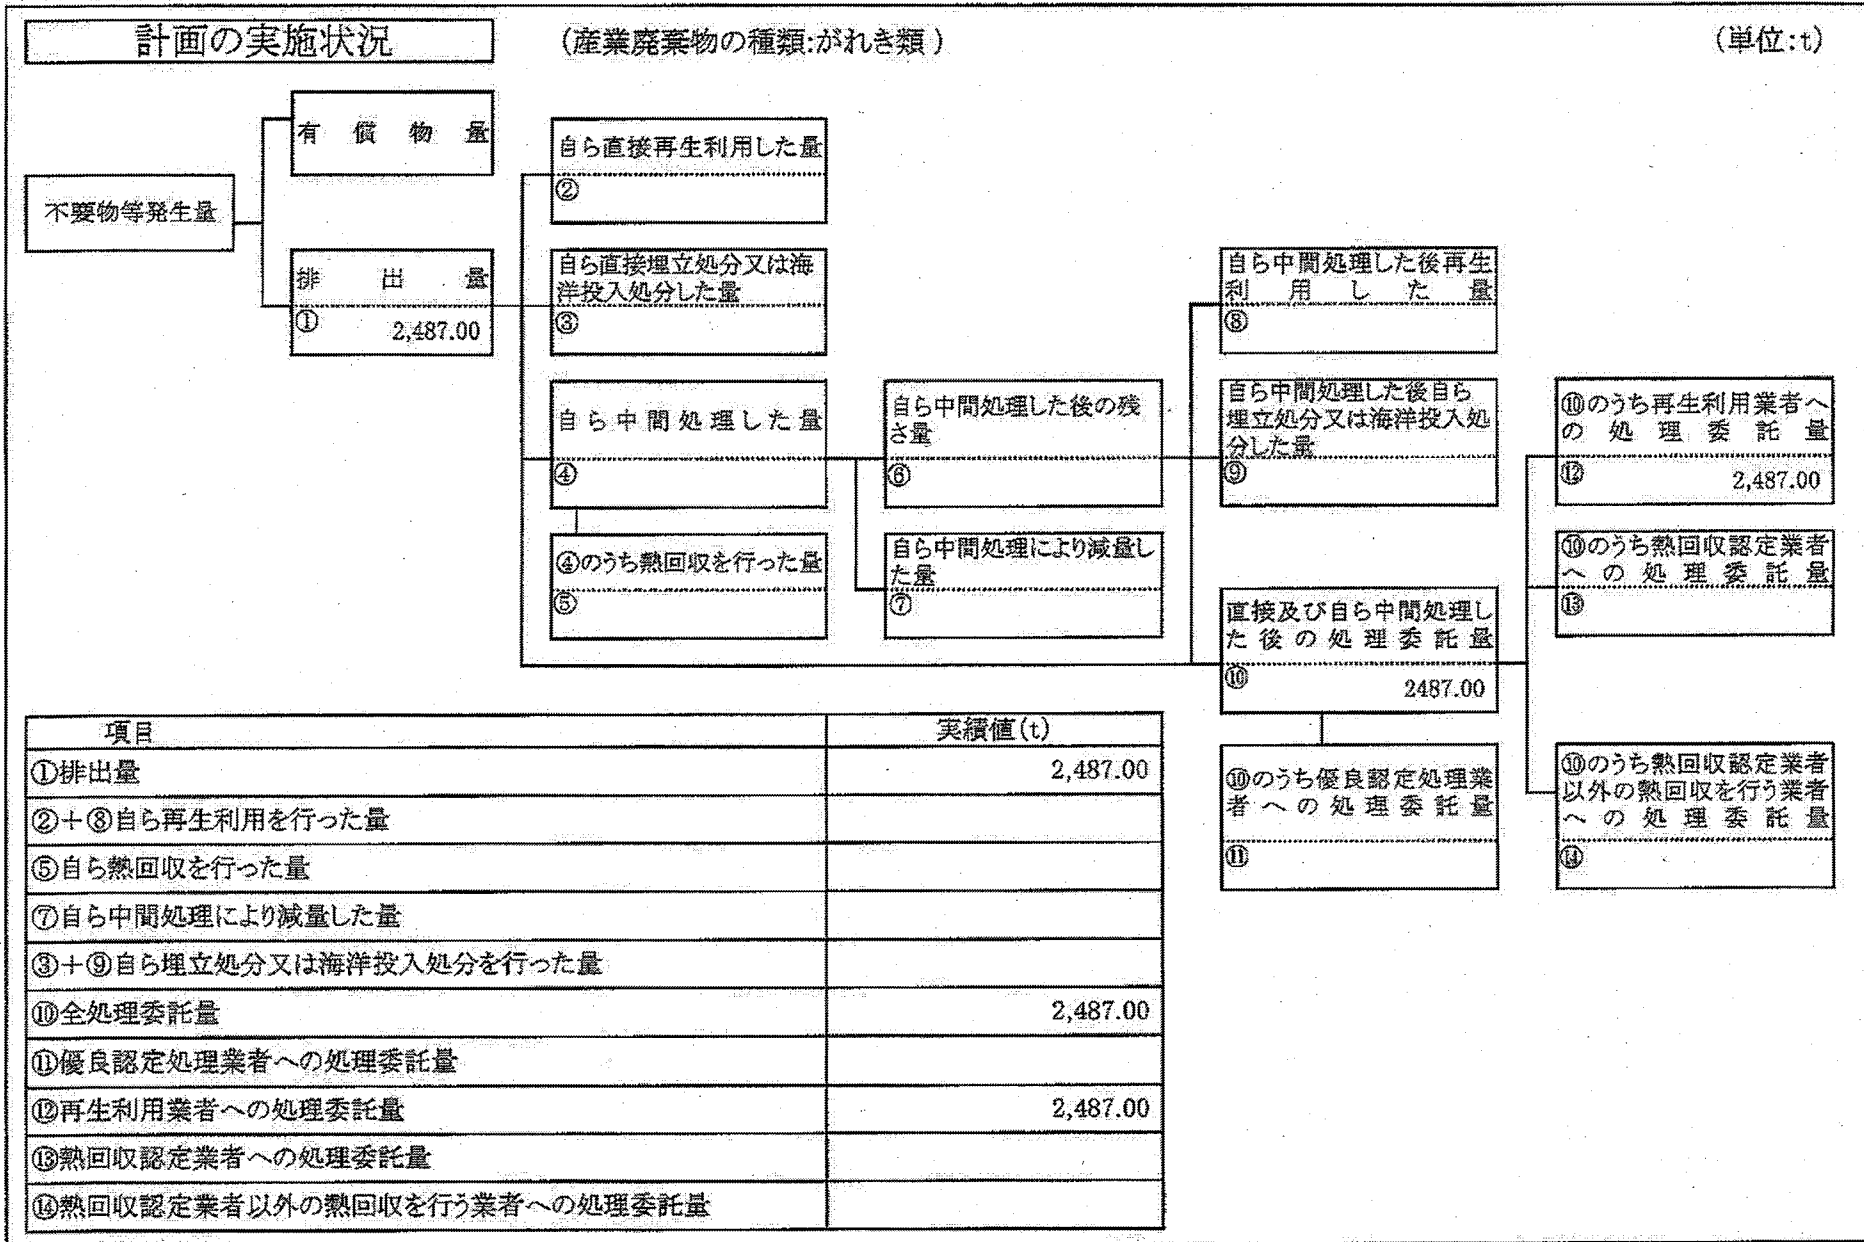 計画の実施状況 (産業廃棄物の種類:がれき類) (単位:t)
有償物量
不要物等発生量
排出量
① 2,487.00
自ら直接再生利用した量
②
自ら直接埋立処分又は海
洋投入処分した量
③
自ら中間処理した量
④
④のうち熱回収を行った量
⑤
自ら中間処理した後の残
さ量
⑥
自ら中間処理により減量し
た量
⑦
自ら中間処理した後再生
利用した量
⑧
自ら中間処理した後自ら
埋立処分又は海洋投入処
分した量
⑨
直接及び自ら中間処理し
た後の処理委託量
⑩ 2487.00
⑩のうち優良認定処理業
者への処理委託量
⑪
⑩のうち再生利用業者へ
の処理委託量
⑫ 2,487.00
⑩のうち熱回収認定業者
への処理委託量
⑬
⑩のうち熱回収認定業者
以外の熱回収を行う業者
への処理委託量
⑭
項目 実績値(t)
①排出量 2,487.00
②+⑧自ら再生利用を行った量
⑤自ら熱回収を行った量
⑦自ら中間処理により減量した量
③+⑨自ら埋立処分又は海洋投入処分を行った量
⑩全処理委託量 2,487.00
⑪優良認定処理業者への処理委託量
⑫再生利用業者への処理委託量 2,487.00
⑬熱回収認定業者への処理委託量
⑭熱回収認定業者以外の熱回収を行う業者への処理委託量